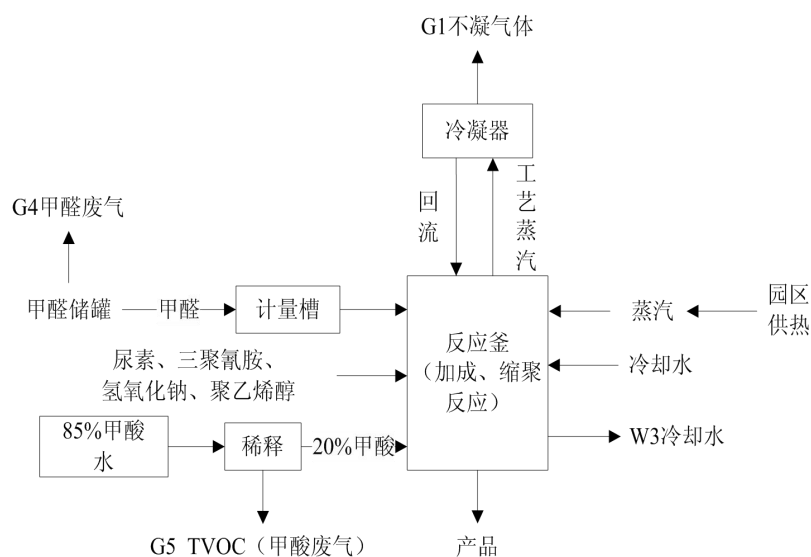 G1不凝气体
冷凝器
回流
工艺蒸汽
G4甲醛废气
甲醛储罐
甲醛
计量槽
反应釜
（加成、缩聚
反应）
蒸汽
园区
供热
尿素、三聚氰胺、
氢氧化钠、聚乙烯醇
冷却水
85%甲酸
水
稀释
20%甲酸
W3冷却水
G5 TVOC（甲酸废气）
产品